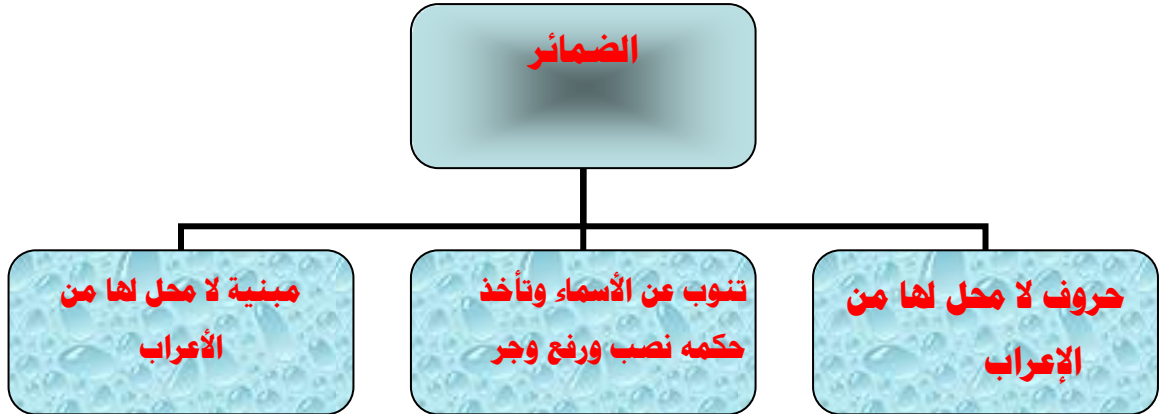 الضمائر
حروف لا محل لها من
الإعراب
تنوب عن الأسماء وتأخذ
حكمه نصب ورفع وجر
مبنية لا محل لها من
الأعراب